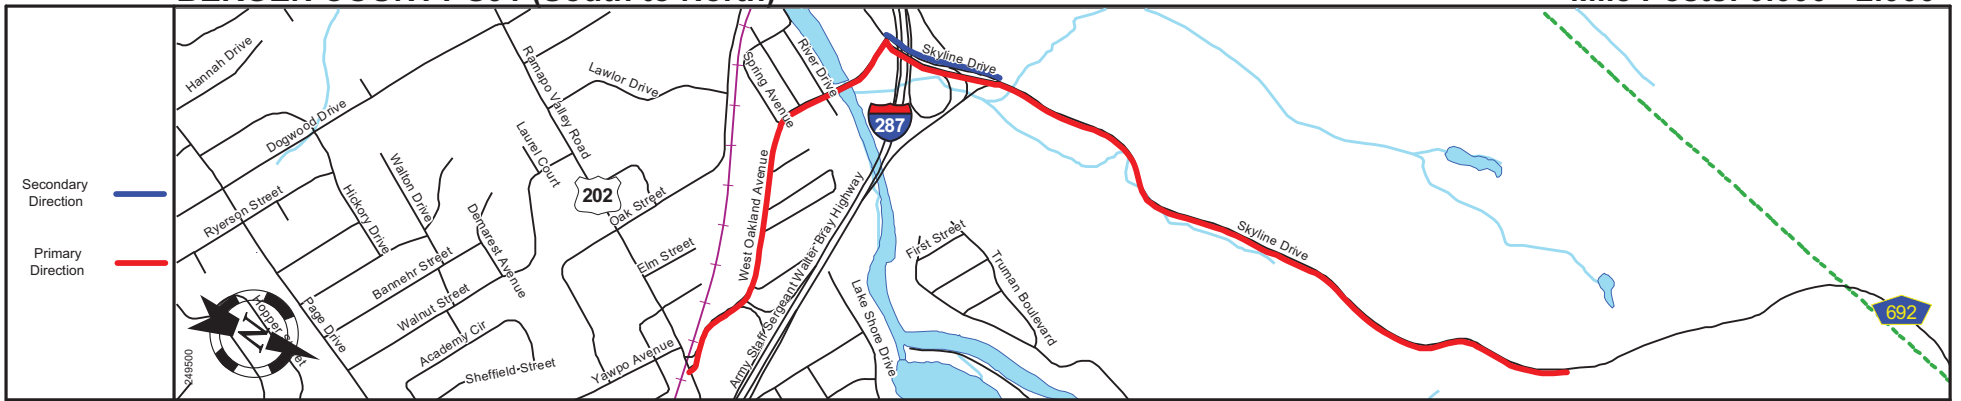 Secondary
Direction
Primary
Direction
Hannah Drive
Dogwood Drive
Ryerson Street
Hickory Drive
Walton Drive
Demarest Avenue
Bannehr Street
Walnut Street
Academy Cir
Sheffield Street
Page Drive
N
249500
Ramapo Valley Road
Laurel Court
Lawlor Drive
202
Oak Street
Elm Street
Yawpo Avenue
Spring Avenue
River Drive
West Oakland Avenue
Army Staff Sergeant Walter Bray Highway
287
Skyline Drive
First Street
Truman Boulevard
Lake Shore Drive
Skyline Drive
692